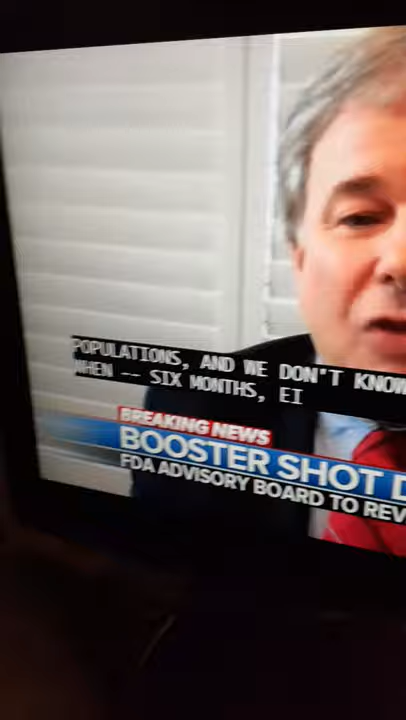 POPULATIONS, AND WE DON'T KNOW
WHEN -- SIX MONTHS, EI
BREAKING NEWS
BOOSTER SHOT D
FDA ADVISORY BOARD TO REV